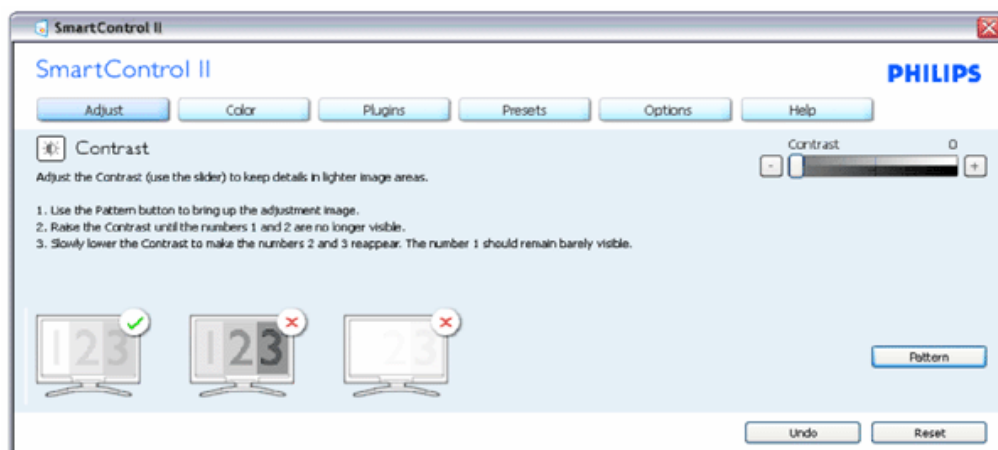 SmartControl II
SmartControl II
PHILIPS
Adjust Color Plugins Presets Options Help
Contrast
Contrast 0
Adjust the Contrast (use the slider) to keep details in lighter image areas.
- +
1. Use the Pattern button to bring up the adjustment image.
2. Raise the Contrast until the numbers 1 and 2 are no longer visible.
3. Slowly lower the Contrast to make the numbers 2 and 3 reappear. The number 1 should remain barely visible.
123 123 23
Pattern
Undo Reset